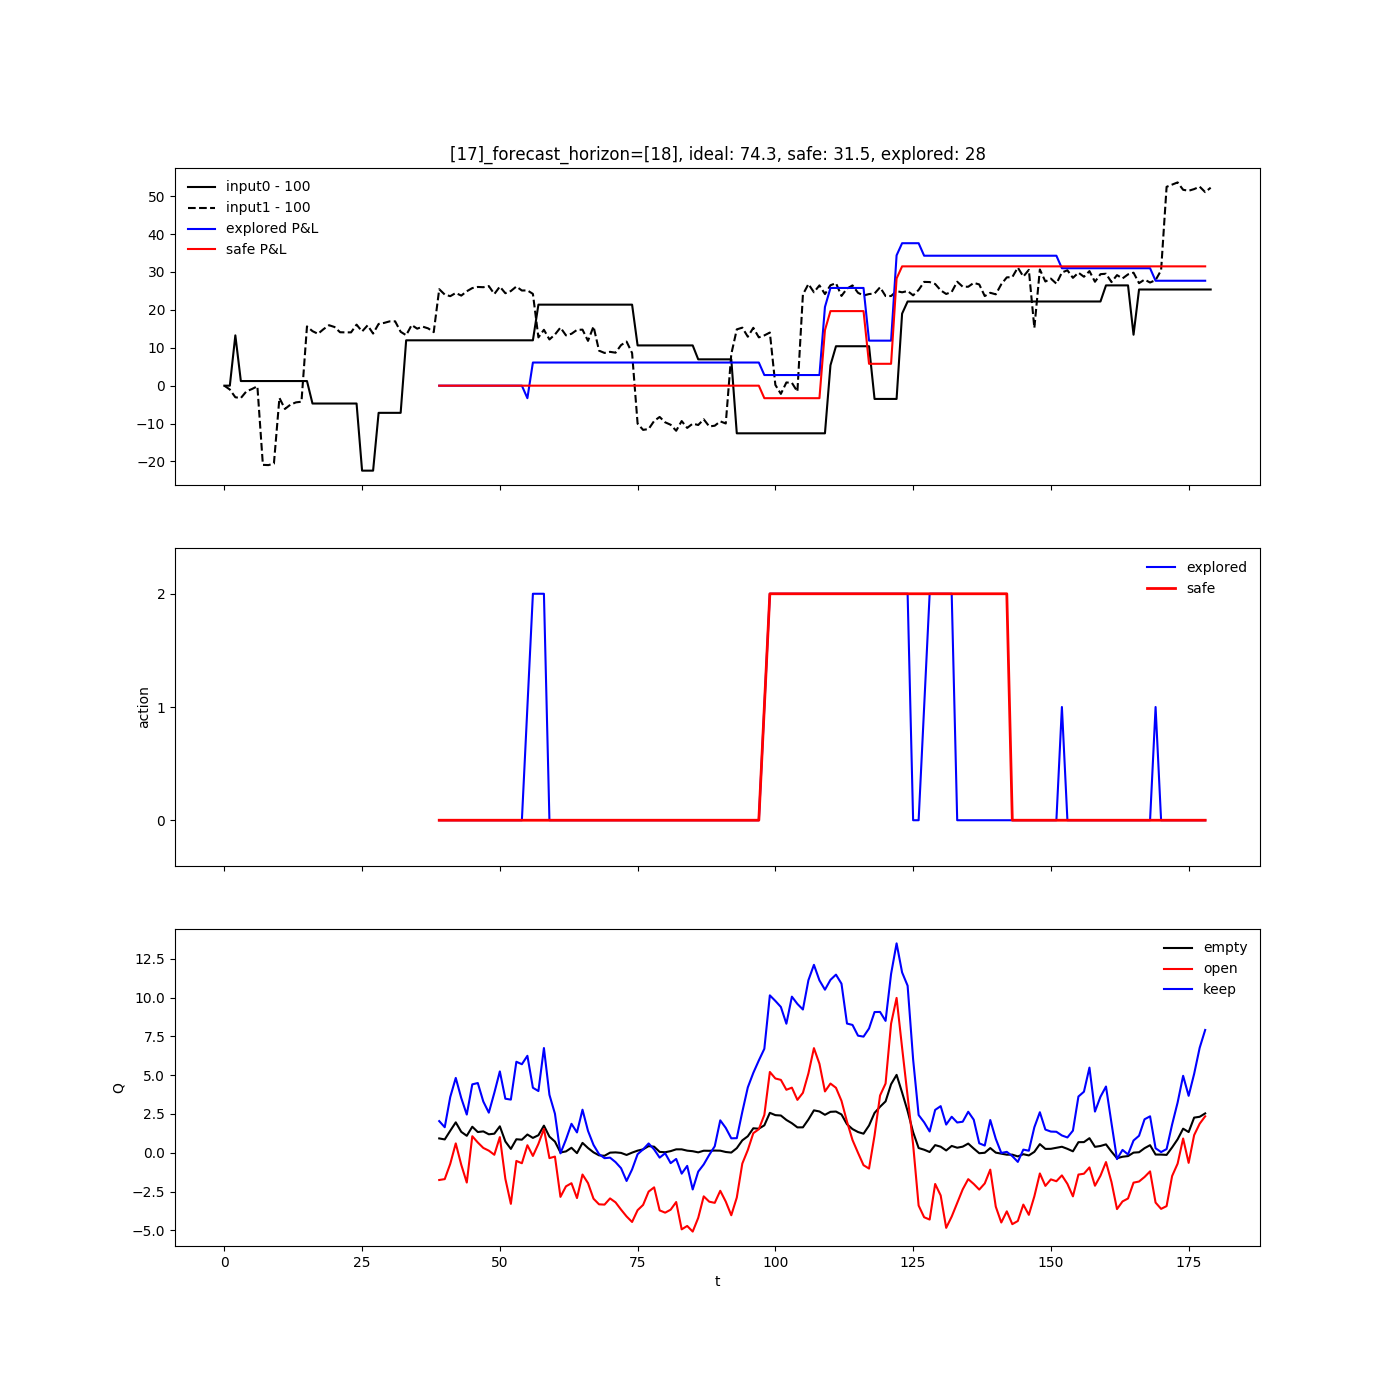 [17]_forecast_horizon=[18], ideal: 74.3, safe: 31.5, explored: 28
input0 - 100
input1 - 100
explored P&L
safe P&L
50
40
30
20
10
0
−10
−20
explored
safe
2
1
0
action
empty
open
keep
12.5
10.0
7.5
5.0
2.5
0.0
−2.5
−5.0
Q
0 25 50 75 100 125 150 175
t